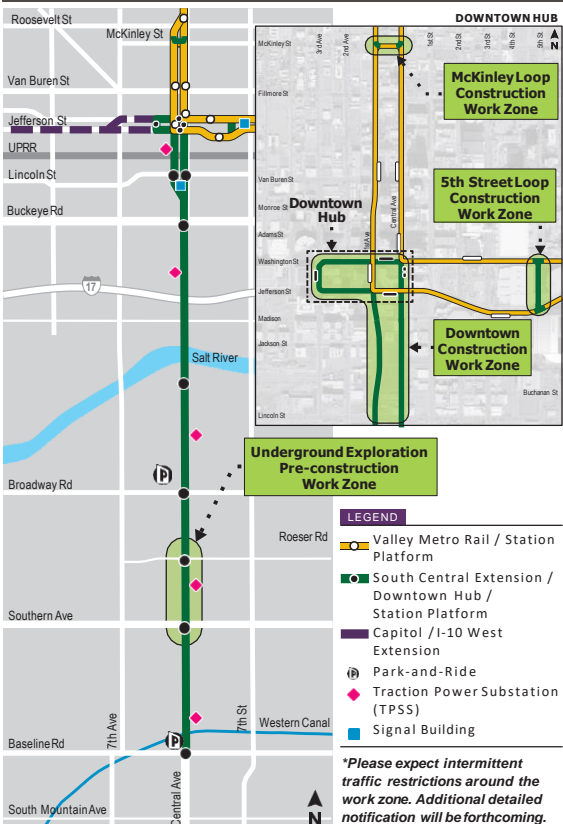 Roosevelt St
McKinley St
Van Buren St
Jefferson St
UPRR
Lincoln St
Buckeye Rd
17
Salt River
Broadway Rd
Roeser Rd
Southern Ave
7th Ave
7th St
Western Canal
Baseline Rd
Central Ave
South Mountain Ave
N
P
P
Underground Exploration
Pre-construction
Work Zone
DOWNTOWN HUB
N
McKinley St
3rd Ave
2nd Ave
1st St
2nd St
3rd St
4th St
5th St
McKinley Loop
Construction
Work Zone
Fillmore St
Van Buren St
Monroe St
Adams St
Washington St
Jefferson St
Madison
Jackson St
Lincoln St
Buchanan St
1st Ave
Central Ave
Downtown
Hub
5th Street Loop
Construction
Work Zone
Downtown
Construction
Work Zone
LEGEND
Valley Metro Rail / Station
Platform
South Central Extension /
Downtown Hub /
Station Platform
Capitol / I-10 West
Extension
P Park-and-Ride
Traction Power Substation
(TPSS)
Signal Building
*Please expect intermittent
traffic restrictions around the
work zone. Additional detailed
notification will be forthcoming.